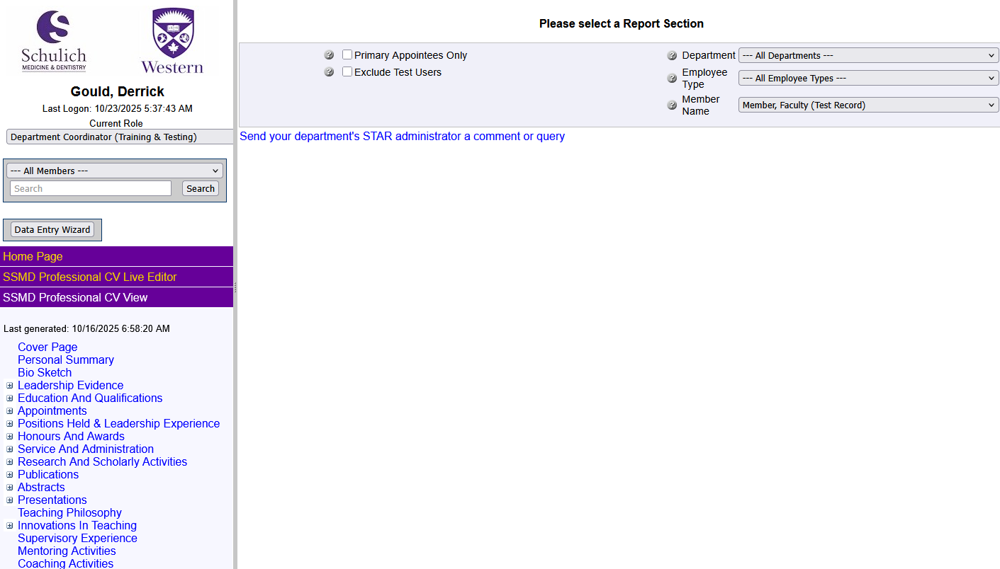 Schulich
MEDICINE & DENTISTRY
Western
Gould, Derrick
Last Logon: 10/23/2025 5:37:43 AM
Current Role
Department Coordinator (Training & Testing)
--- All Members ---
Search
Search
Data Entry Wizard
Home Page
SSMD Professional CV Live Editor
SSMD Professional CV View
Last generated: 10/16/2025 6:58:20 AM
Cover Page
Personal Summary
Bio Sketch
Leadership Evidence
Education And Qualifications
Appointments
Positions Held & Leadership Experience
Honours And Awards
Service And Administration
Research And Scholarly Activities
Publications
Abstracts
Presentations
Teaching Philosophy
Innovations In Teaching
Supervisory Experience
Mentoring Activities
Coaching Activities
Please select a Report Section
? Primary Appointees Only
? Exclude Test Users
? Department --- All Departments ---
? Employee
Type --- All Employee Types ---
? Member
Name Member, Faculty (Test Record)
Send your department's STAR administrator a comment or query